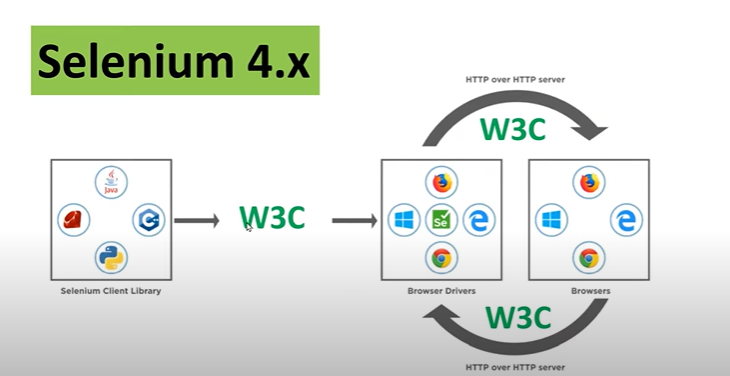 Selenium 4.x
HTTP over HTTP server
W3C
Java
W3C
Se
Selenium Client Library
Browser Drivers
Browsers
W3C
HTTP over HTTP server